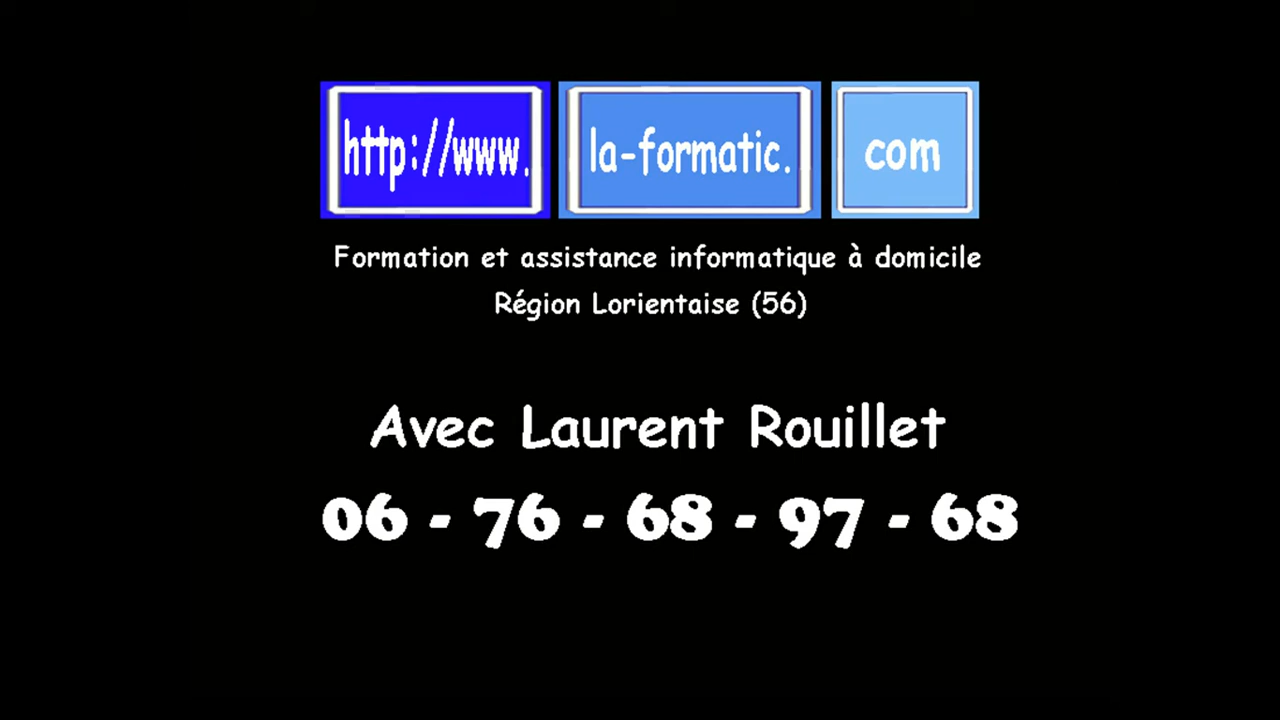 http://www. la-formatic. com
Formation et assistance informatique à domicile
Région Lorientaise (56)
Avec Laurent Rouillet
06 - 76 - 68 - 97 - 68